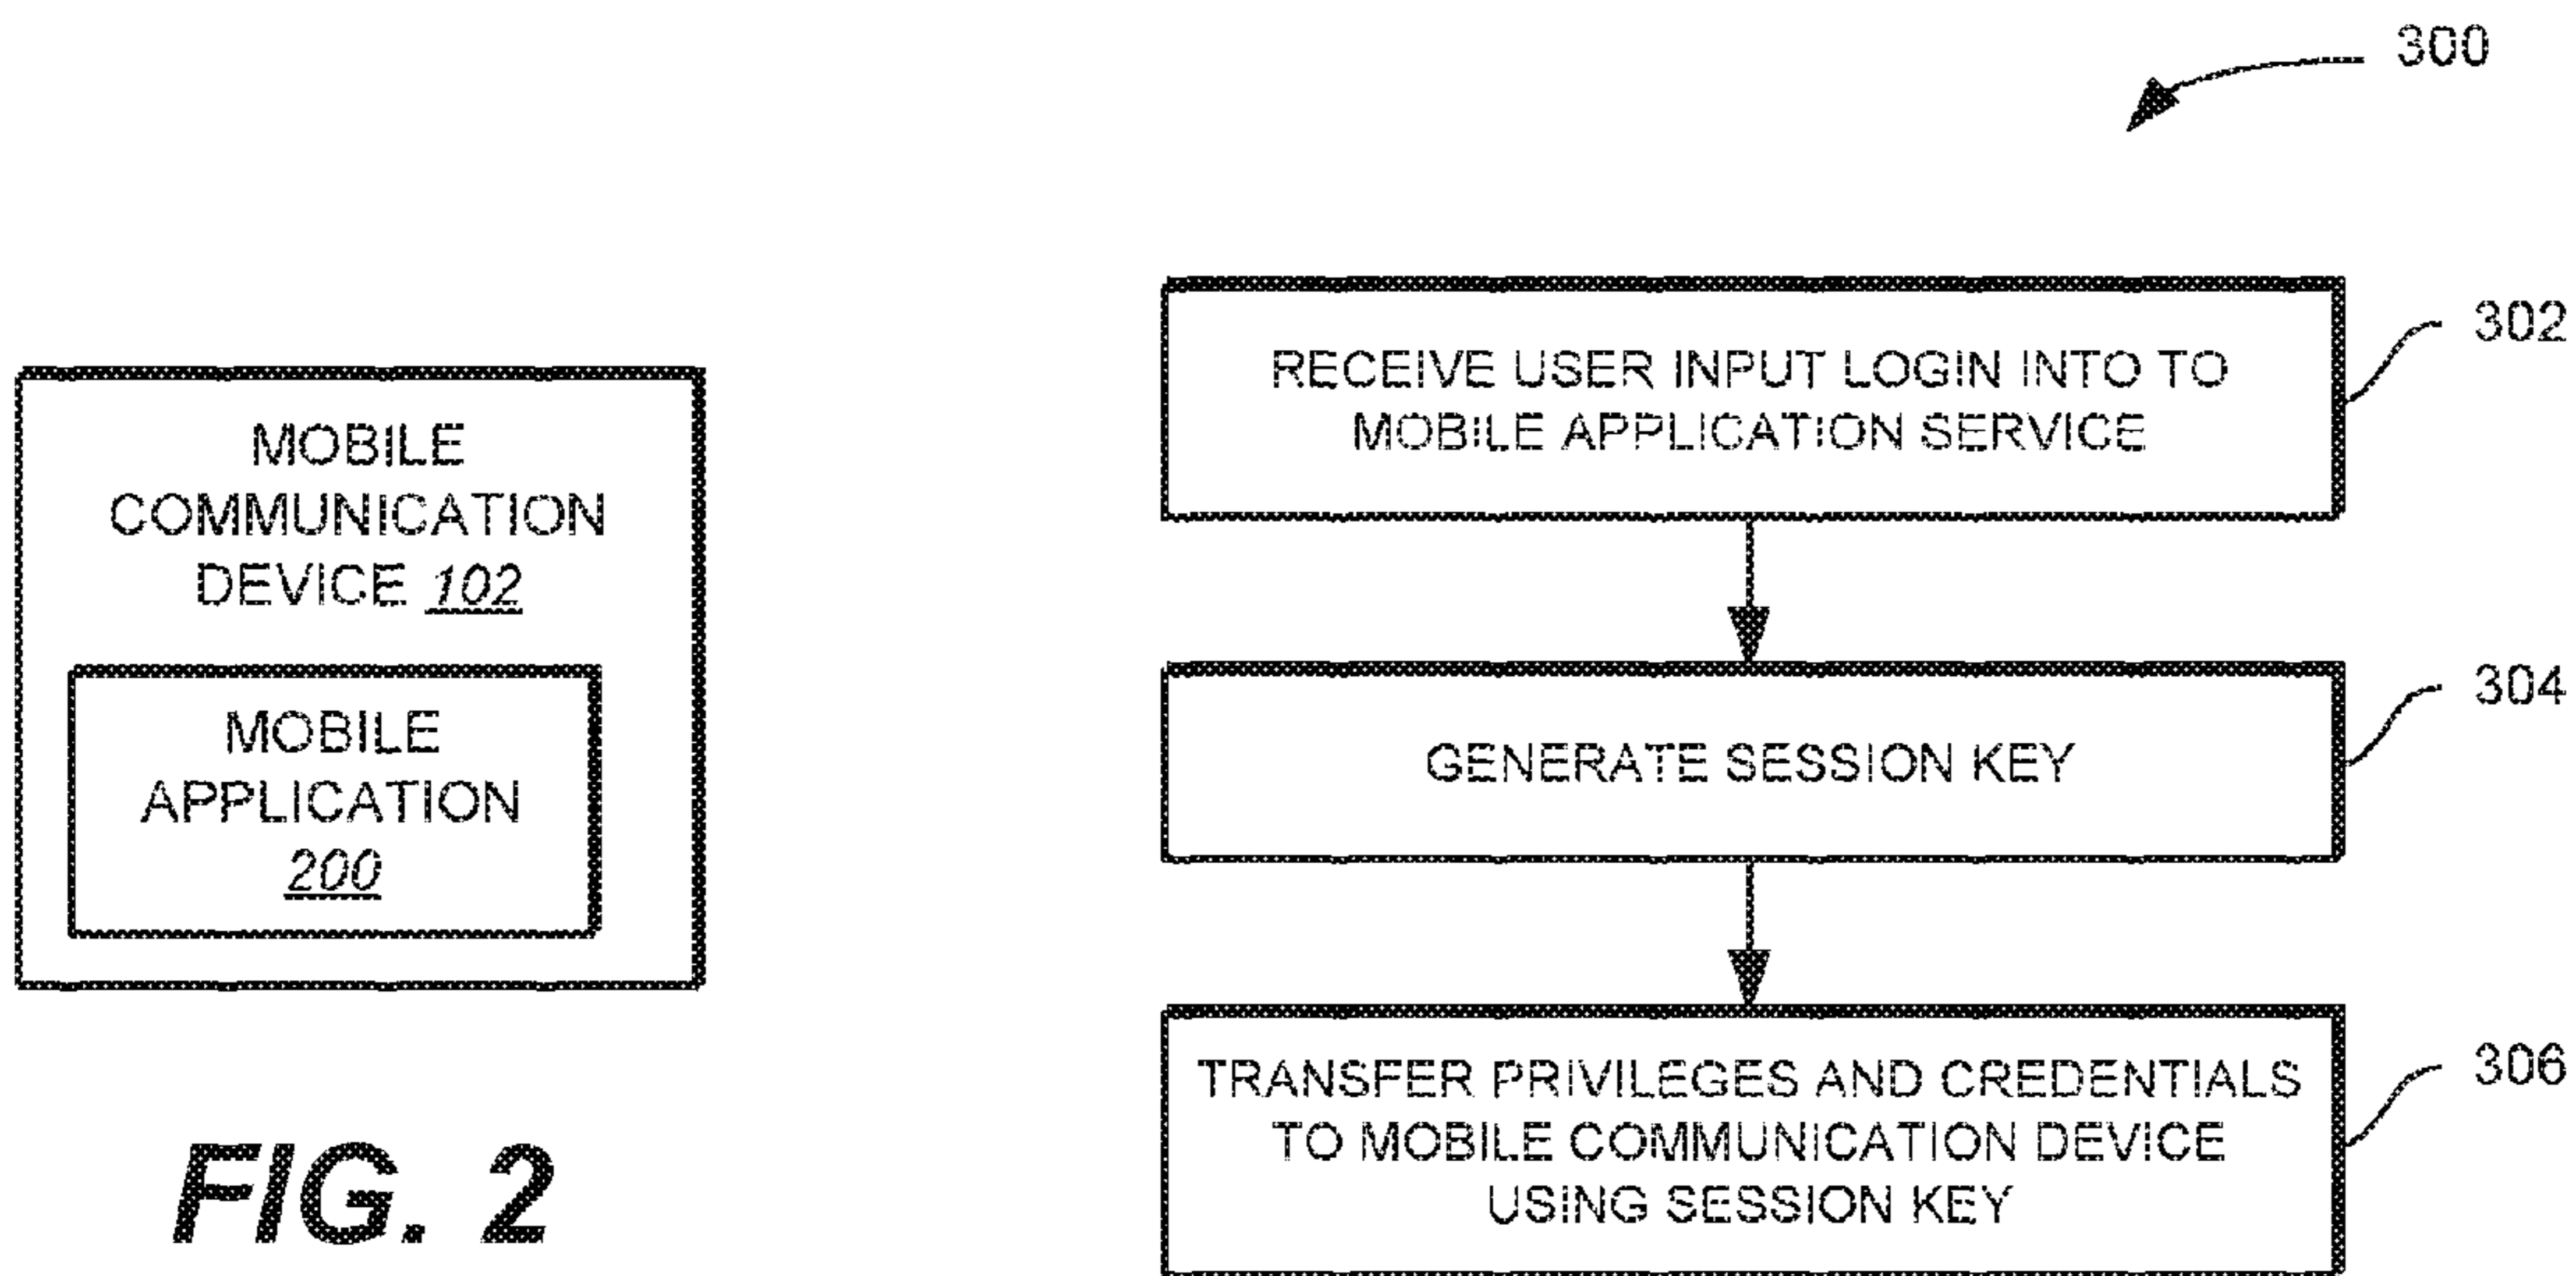 MOBILE
COMMUNICATION
DEVICE 102
MOBILE
APPLICATION
200
FIG. 2
300
RECEIVE USER INPUT LOGIN INTO TO
MOBILE APPLICATION SERVICE
302
GENERATE SESSION KEY
304
TRANSFER PRIVILEGES AND CREDENTIALS
TO MOBILE COMMUNICATION DEVICE
USING SESSION KEY
306